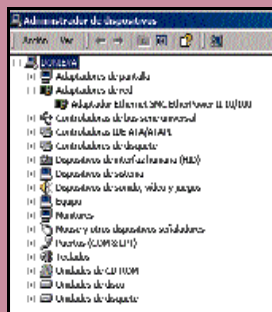 Administrador de dispositivos
Acción Ver
Adaptadores de pantalla
Adaptadores de red
Adaptador Ethernet SMC EtherPower II 10/100
Controladoras de bus serie universal
Controladoras IDE ATA/ATAPI
Controladoras de disquete
Dispositivos de interfaz humana (HID)
Dispositivos de sistema
Dispositivos de sonido, vídeo y juegos
Equipo
Monitores
Mouse y otros dispositivos señaladores
Puertos (COM & LPT)
Teclados
Unidades de CD ROM
Unidades de disco
Unidades de disquete